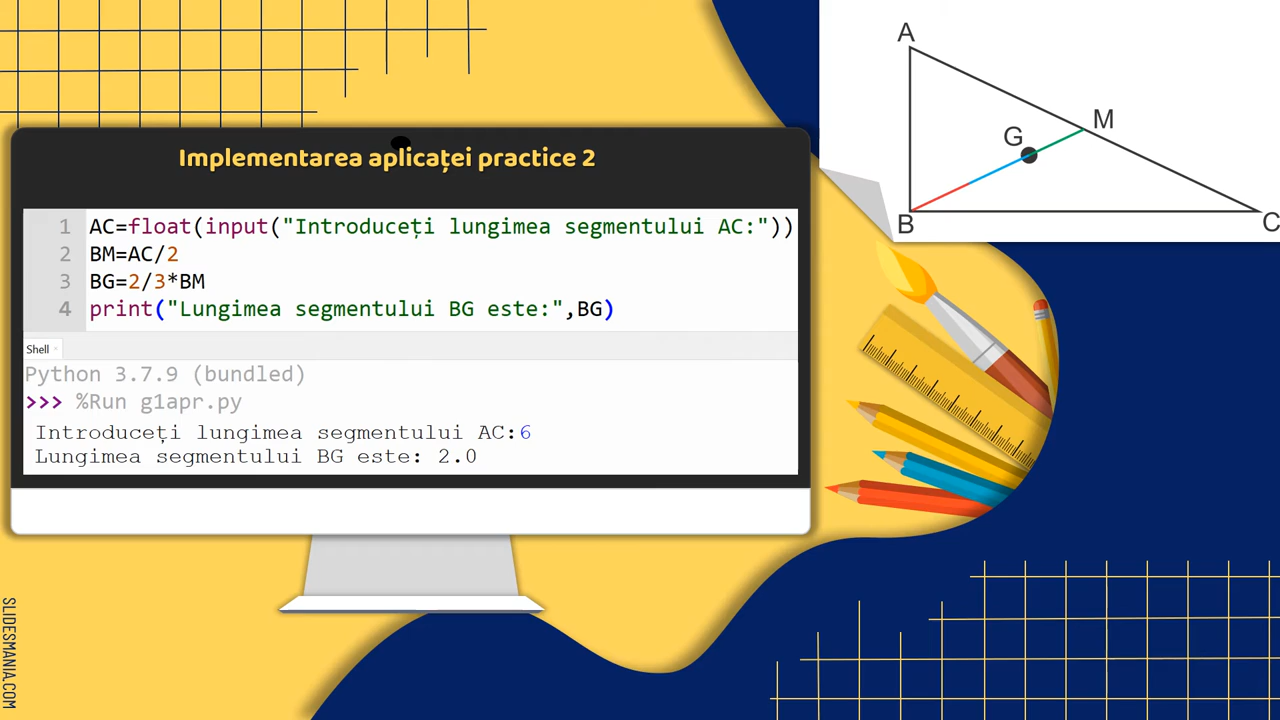 Implementarea aplicaței practice 2
1 AC=float(input("Introduceți lungimea segmentului AC:"))
2 BM=AC/2
3 BG=2/3*BM
4 print("Lungimea segmentului BG este:",BG)
Shell ×
Python 3.7.9 (bundled)
>>> %Run g1apr.py
Introduceți lungimea segmentului AC:6
Lungimea segmentului BG este: 2.0
A
M
G
B
C
SLIDESMANIA.COM